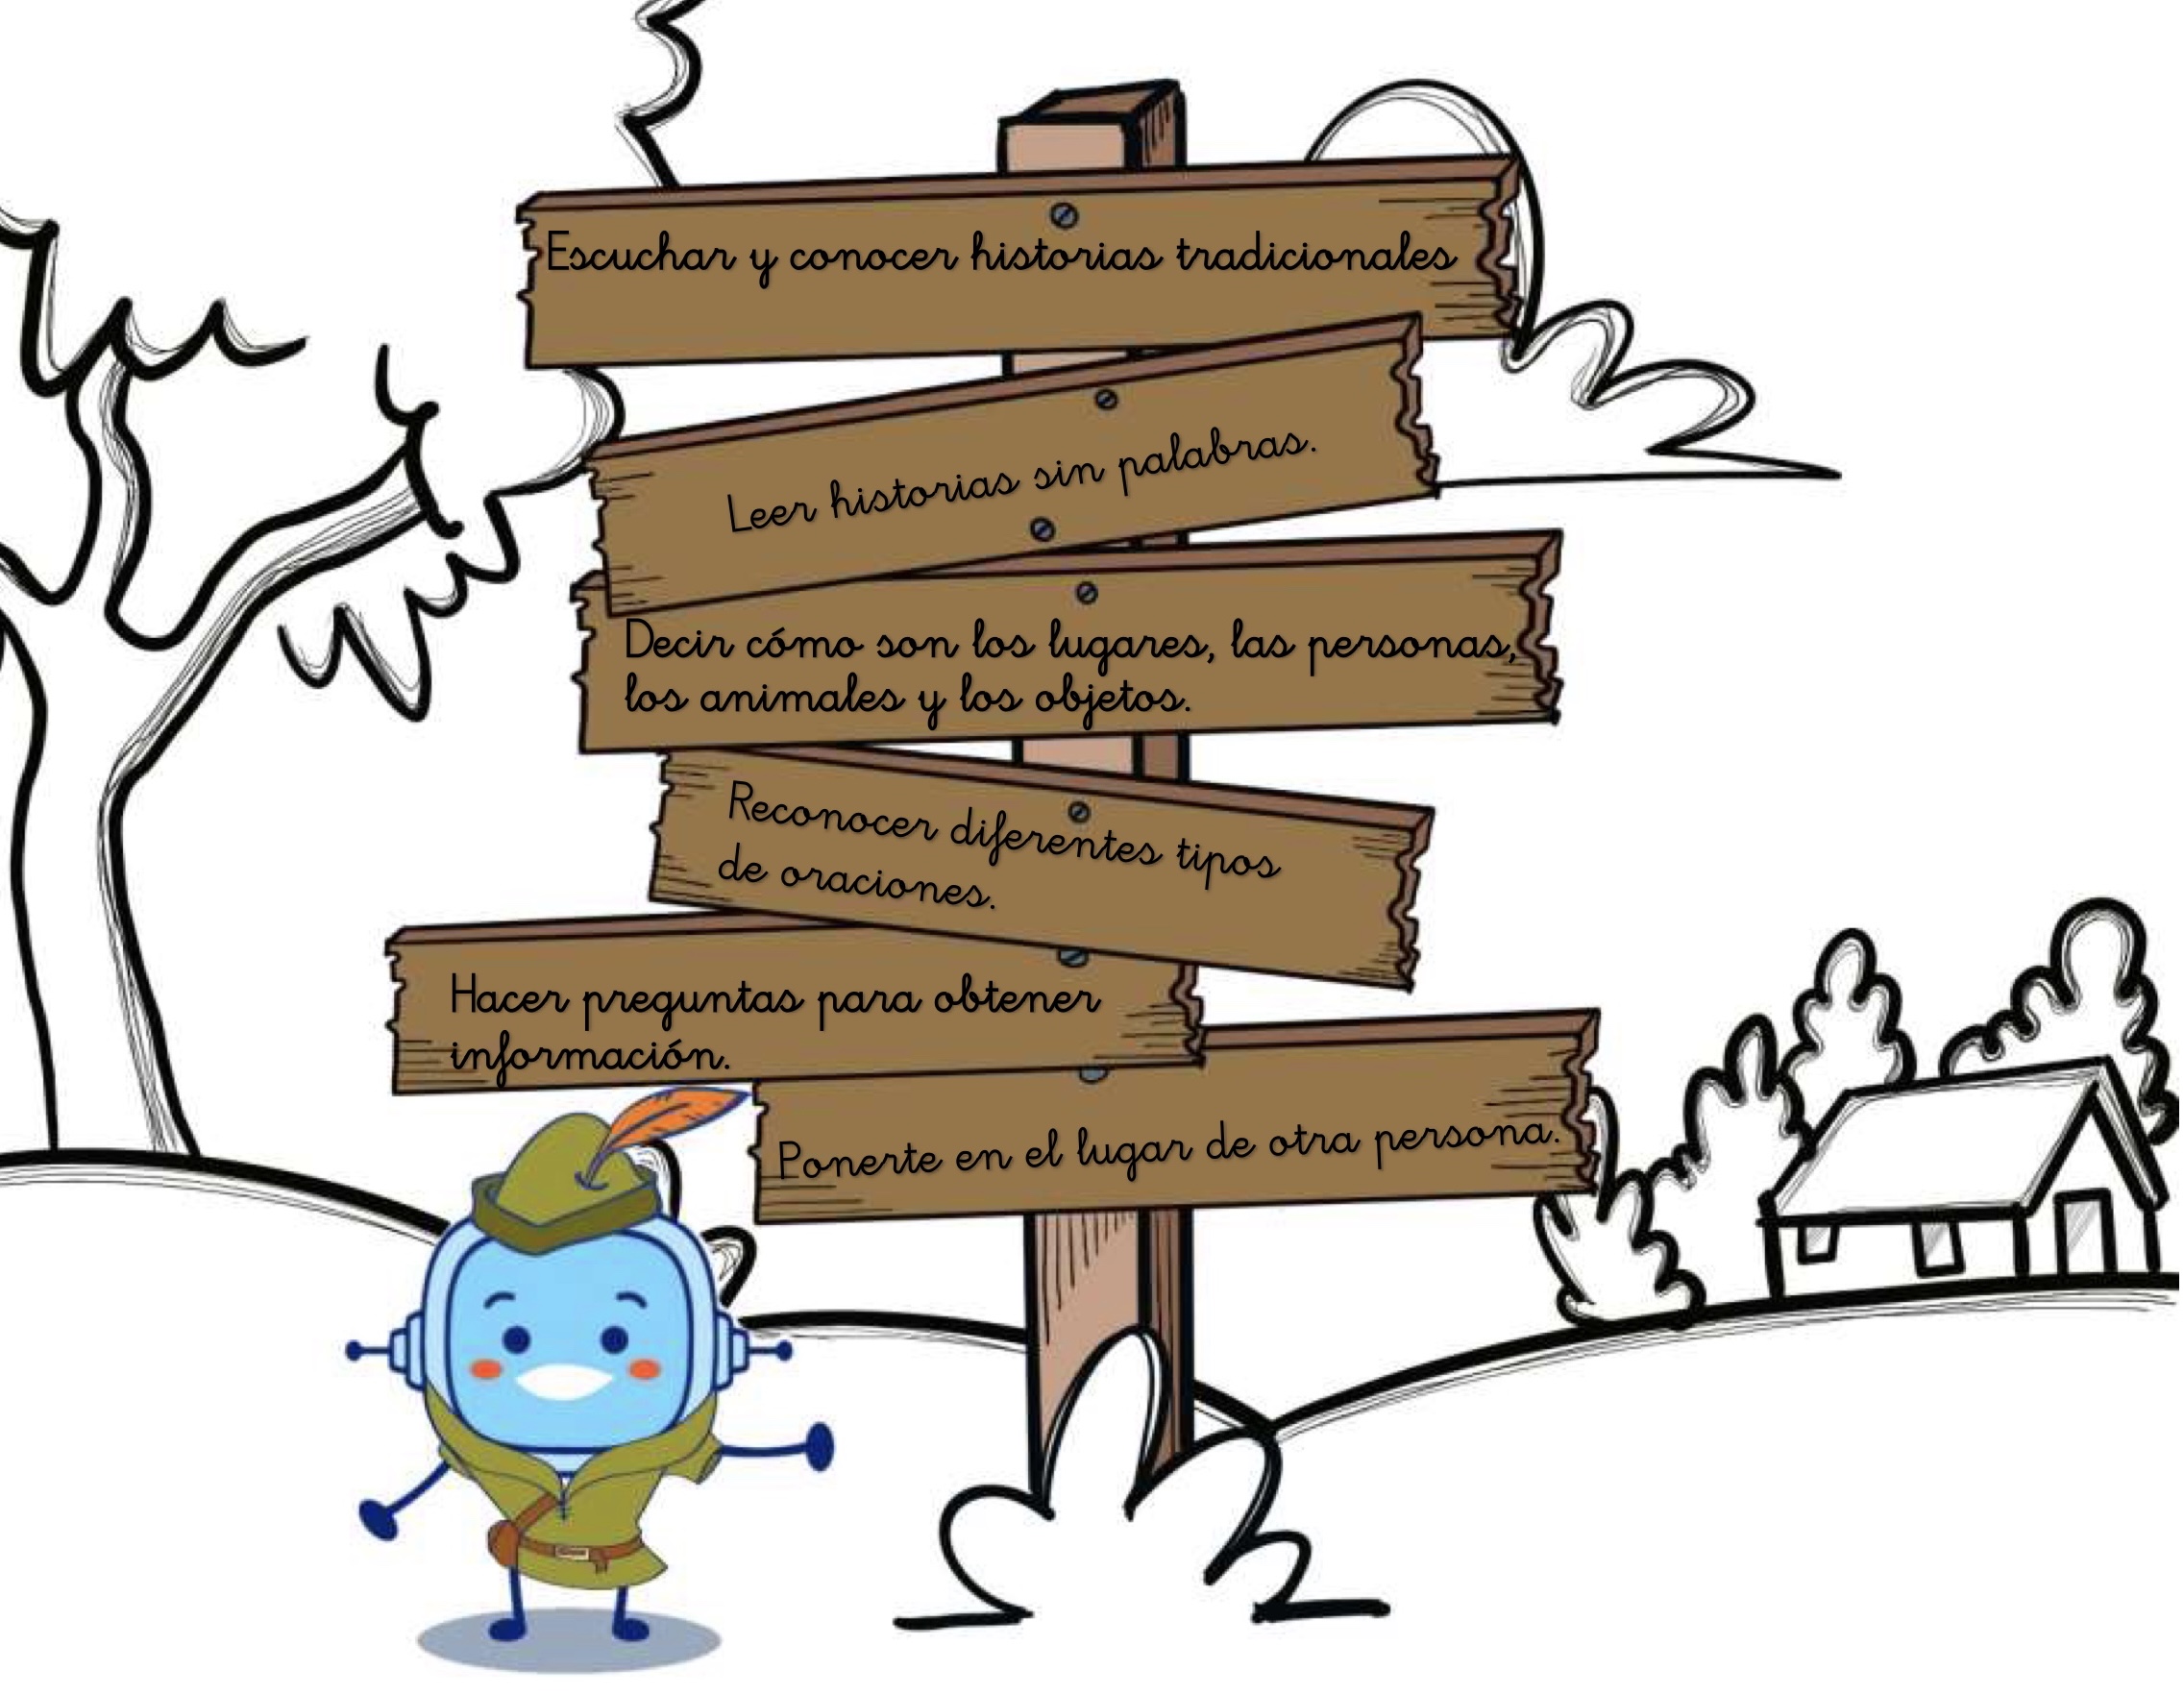 Escuchar y conocer historias tradicionales
Leer historias sin palabras.
Decir cómo son los lugares, las personas,
los animales y los objetos.
Reconocer diferentes tipos
de oraciones.
Hacer preguntas para obtener
información.
Ponerte en el lugar de otra persona.